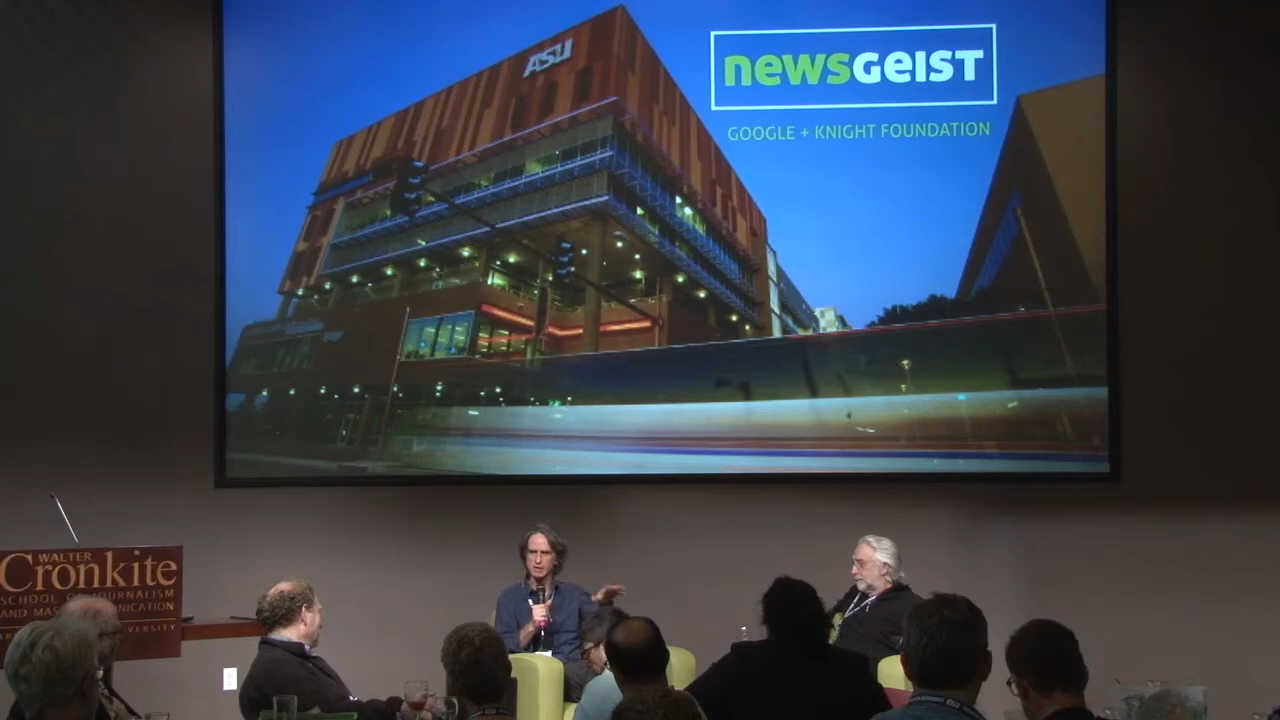 ASU
newsGEIST
GOOGLE + KNIGHT FOUNDATION
WALTER
Cronkite
SCHOOL OF JOURNALISM
AND MASS COMMUNICATION